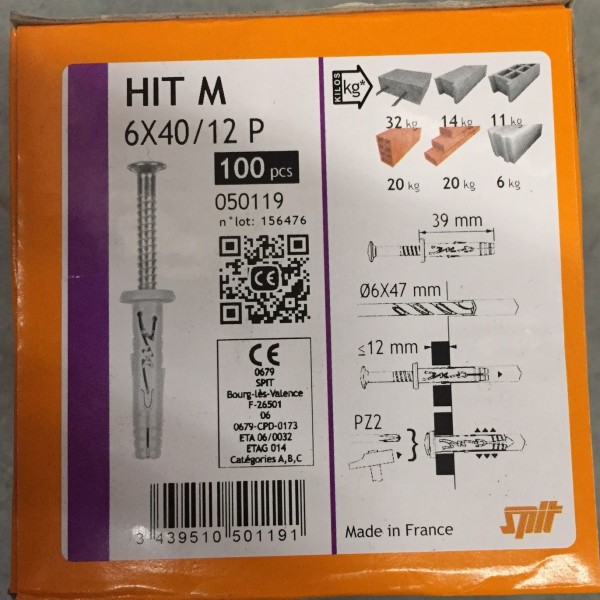 HIT M
6X40/12 P
100 pcs
050119
n°lot: 156476
CE
CE
0679
SPIT
Bourg-lès-Valence
F-26501
06
0679-CPD-0173
ETA 06/0032
ETAG 014
Catégories A,B,C
3 439510 501191
KILOS
kg*
32 kg
14 kg
11 kg
20 kg
20 kg
6 kg
39 mm
Ø6X47 mm
≤12 mm
PZ2
Made in France
Spit